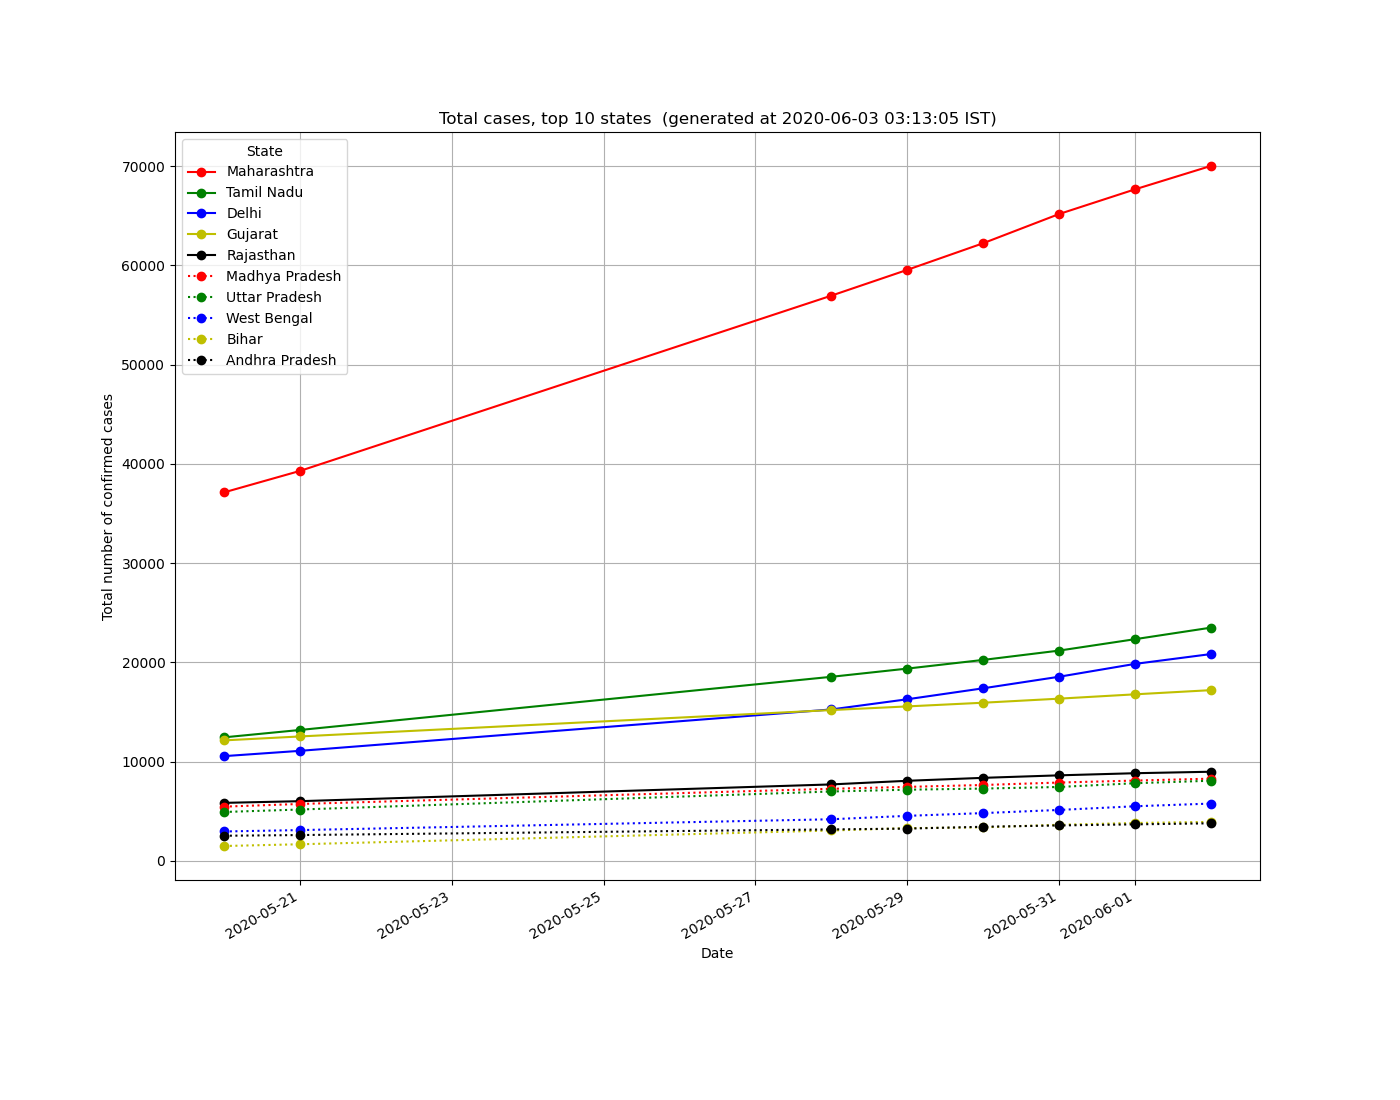 Total cases, top 10 states  (generated at 2020-06-03 03:13:05 IST)
State
Maharashtra
Tamil Nadu
Delhi
Gujarat
Rajasthan
Madhya Pradesh
Uttar Pradesh
West Bengal
Bihar
Andhra Pradesh
Total number of confirmed cases
70000
60000
50000
40000
30000
20000
10000
0
2020-05-21
2020-05-23
2020-05-25
2020-05-27
2020-05-29
2020-05-31
2020-06-01
Date